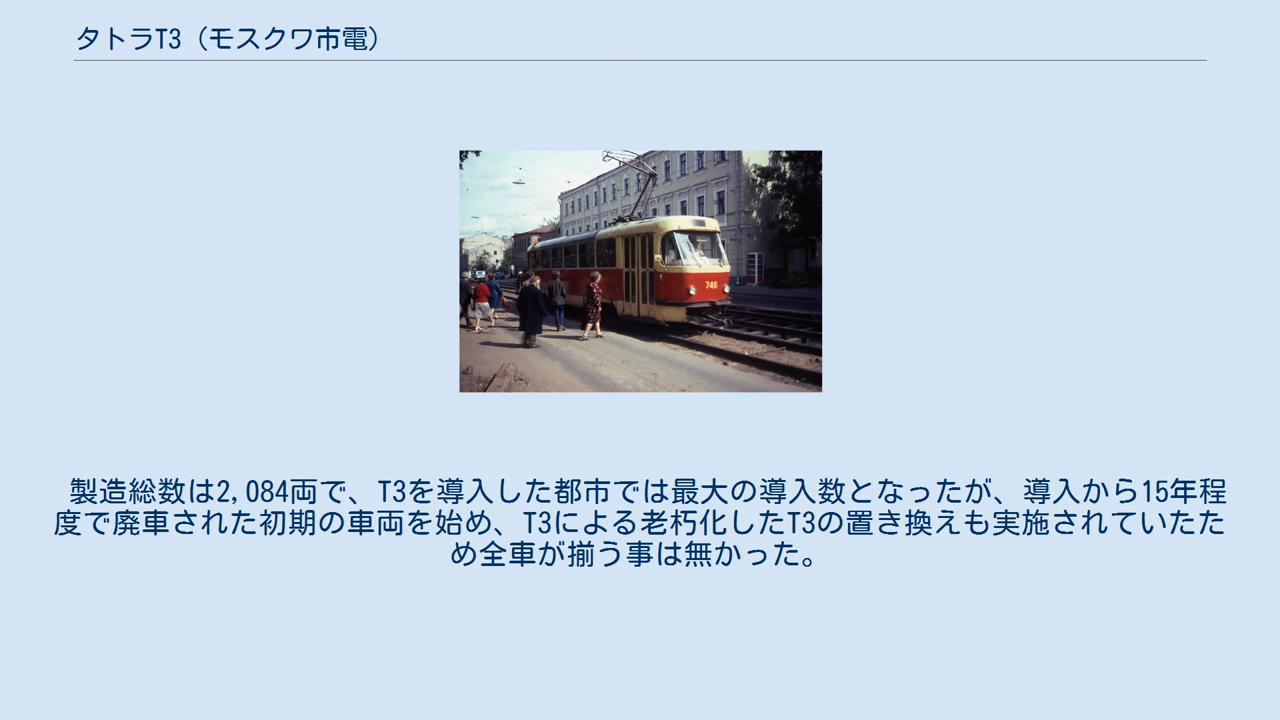 タトラT3（モスクワ市電）
746
製造総数は2,084両で、T3を導入した都市では最大の導入数となったが、導入から15年程
度で廃車された初期の車両を始め、T3による老朽化したT3の置き換えも実施されていたた
め全車が揃う事は無かった。